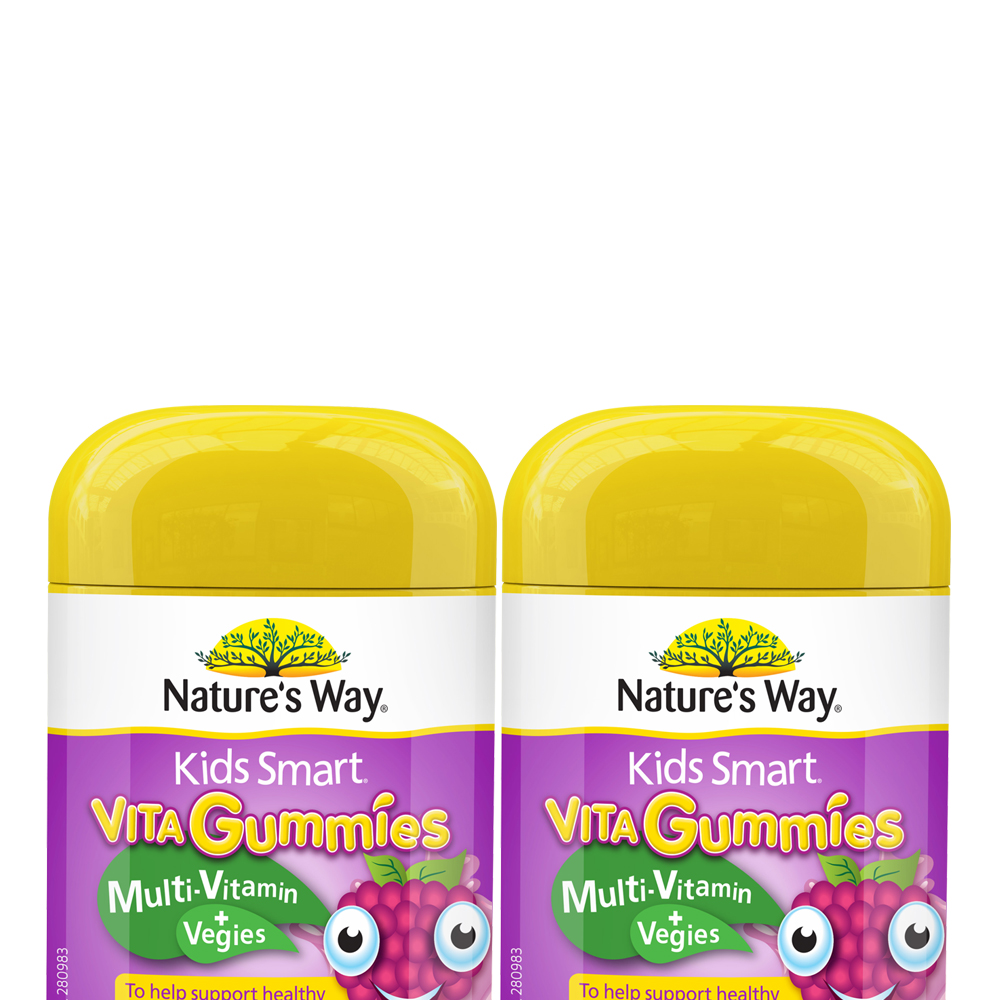 Nature's Way®
Kids Smart®
VITA Gummies
Multi-Vitamin
+
Vegies
To help support healthy
280983
Nature's Way®
Kids Smart®
VITA Gummies
Multi-Vitamin
+
Vegies
To help support healthy
280983